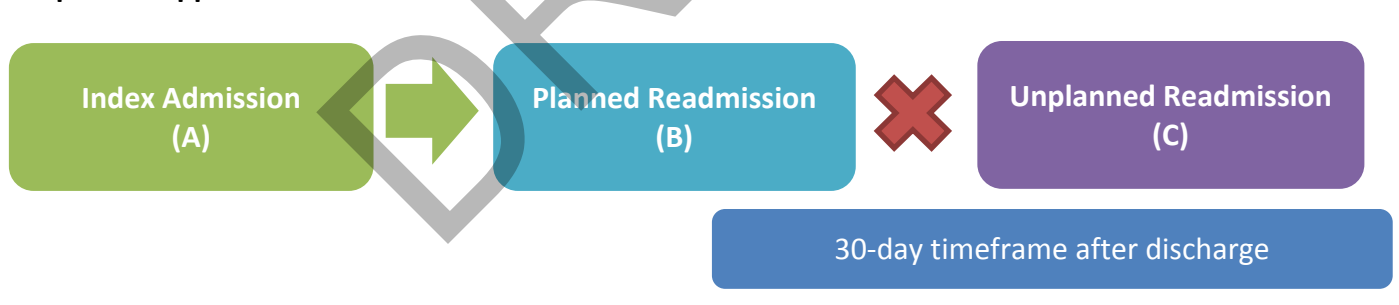 Index Admission
(A)
Planned Readmission
(B)
Unplanned Readmission
(C)
30-day timeframe after discharge